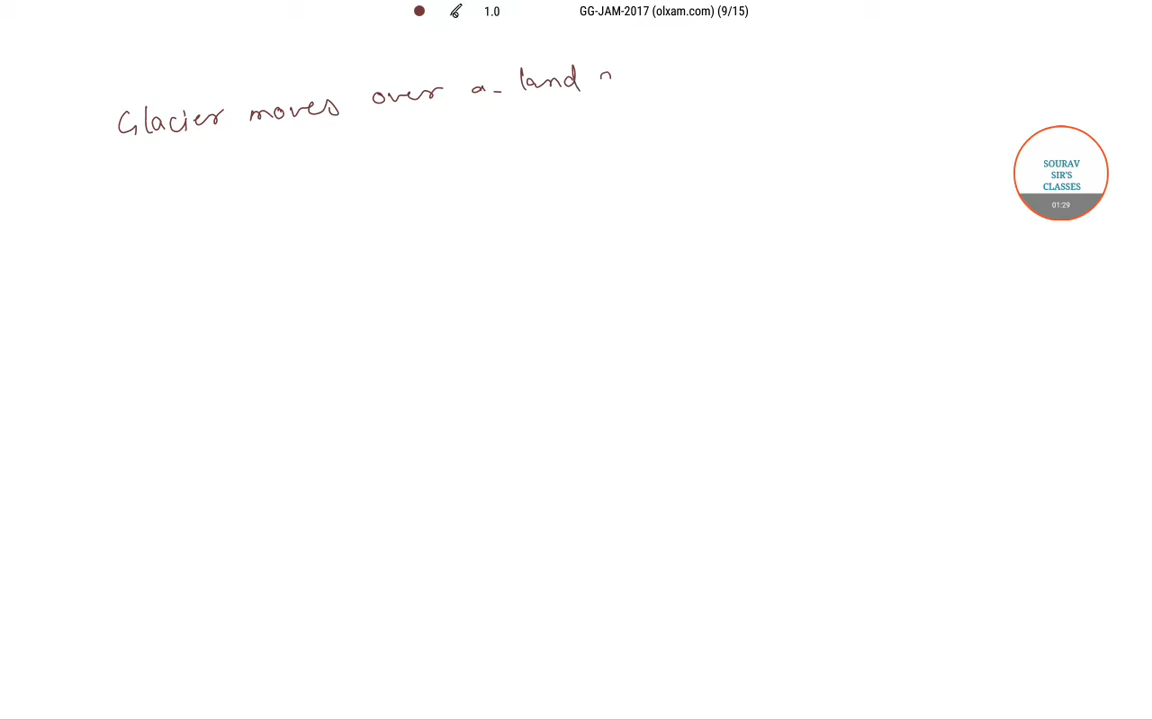 1.0 GG-JAM-2017 (olxam.com) (9/15)
Glacier moves over a land
SOURAV
SIR'S
CLASSES
01:29